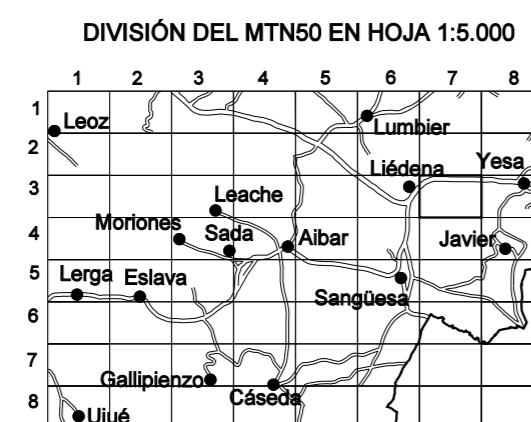 DIVISIÓN DEL MTN50 EN HOJA 1:5.000
1 2 3 4 5 6 7 8
1
Leoz
Lumbier
2
Liédena
Yesa
3
Leache
Moriones
Sada
4
Aibar
Javier
5
Lerga
Eslava
Sangüesa
6
7
Gallipienzo
Cáseda
8
Ujué